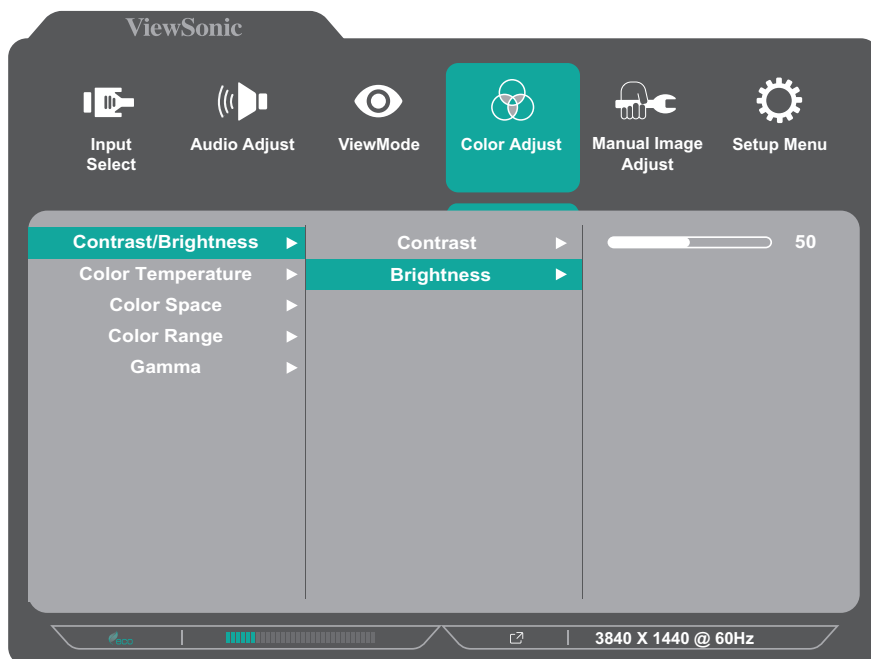 ViewSonic
Input
Select
Audio Adjust
ViewMode
Color Adjust
Manual Image
Adjust
Setup Menu
Contrast/Brightness
Color Temperature
Color Space
Color Range
Gamma
Contrast
Brightness
50
eco
3840 X 1440 @ 60Hz